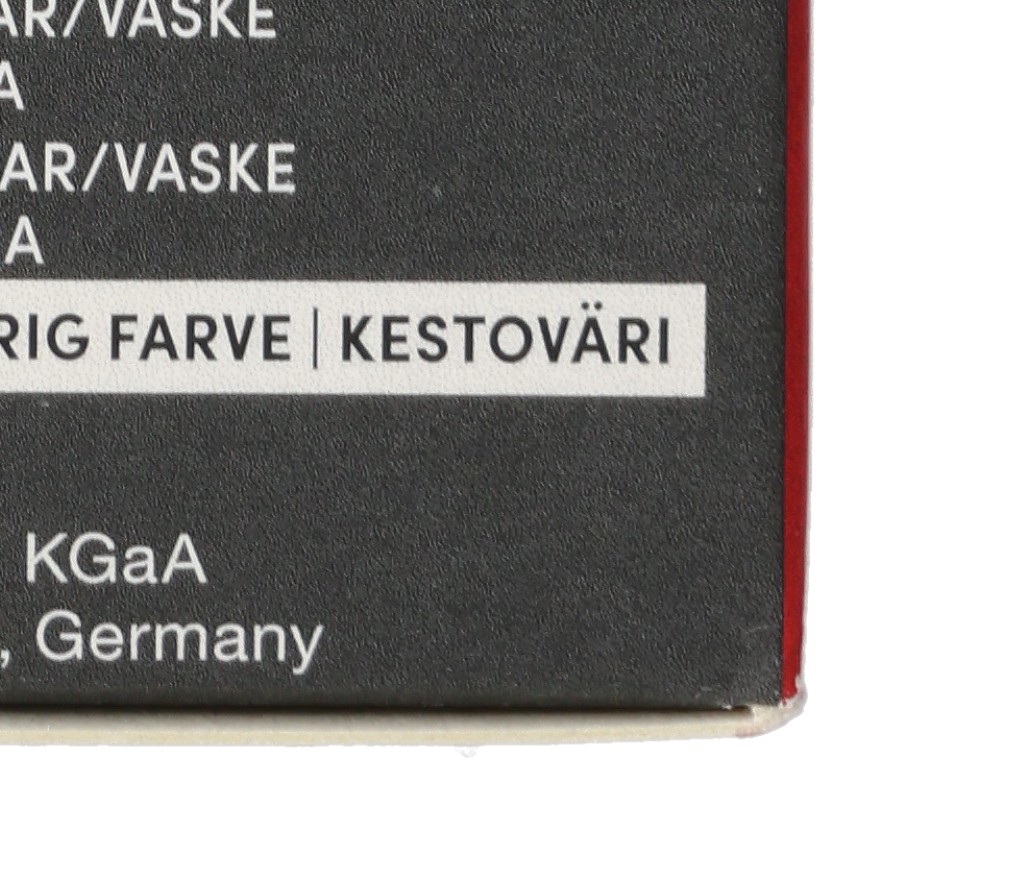 AR/VASKE
A
AR/VASKE
A
RIG FARVE | KESTOVÄRI
KGaA
, Germany